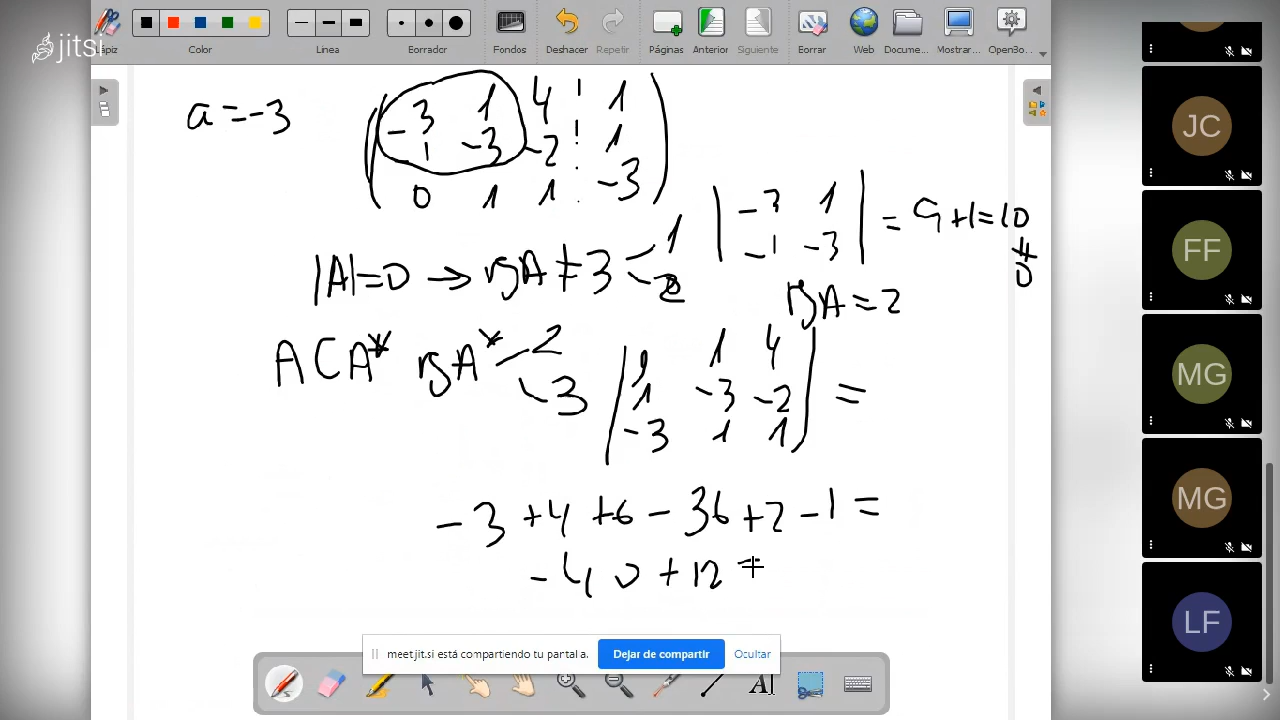 jitsi
Lápiz Color Línea Borrador Fondos Deshacer Repetir Páginas Anterior Siguiente Borrar Web Docume... Mostrar... OpenBo...
a = -3
-3 1 4 1
-1 -3 -2 1
0 1 1 -3
|-3 1| = 9+1=10
|-1 -3|
≠
0
|A|=0 → rgA ≠ 3
1
2
rgA = 2
A ⊂ A* rgA*
2
3
|1 1 4|
|1 -3 -2| =
|-3 1 1|
-3 +4 +6 -36 +2 -1 =
-40 +12
meet.jit.si está compartiendo tu pantalla. Dejar de compartir Ocultar
JC
FF
MG
MG
LF